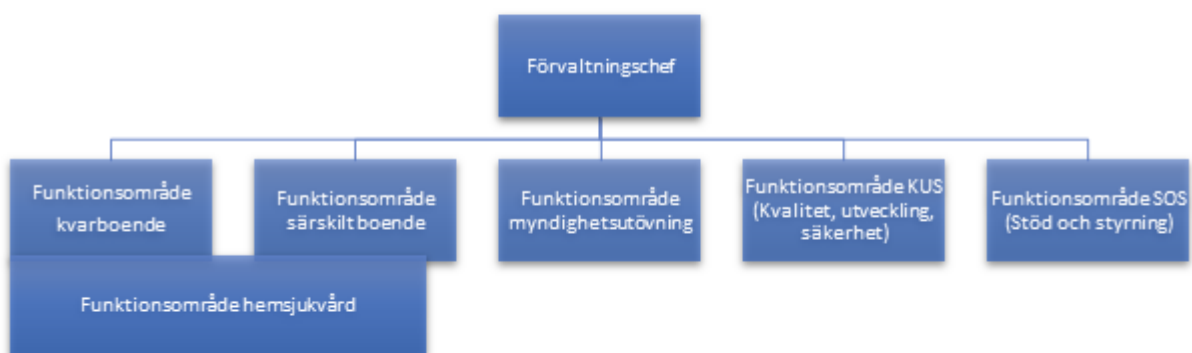 Förvaltningschef
Funktionsområde
kvarboende
Funktionsområde
särskilt boende
Funktionsområde
myndighetsutövning
Funktionsområde KUS
(Kvalitet, utveckling,
säkerhet)
Funktionsområde SOS
(Stöd och styrning)
Funktionsområde hemsjukvård